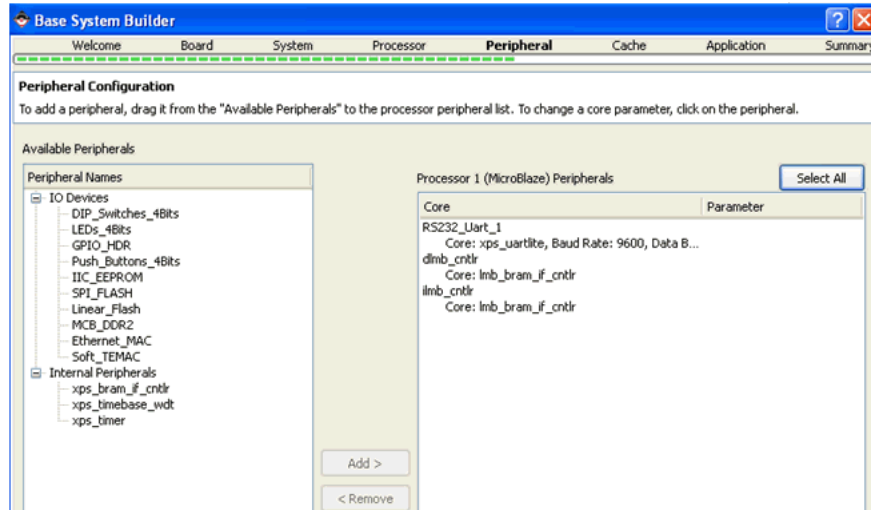 Base System Builder
Welcome Board System Processor Peripheral Cache Application Summary
Peripheral Configuration
To add a peripheral, drag it from the "Available Peripherals" to the processor peripheral list. To change a core parameter, click on the peripheral.
Available Peripherals
Peripheral Names
IO Devices
DIP_Switches_4Bits
LEDs_4Bits
GPIO_HDR
Push_Buttons_4Bits
IIC_EEPROM
SPI_FLASH
Linear_Flash
MCB_DDR2
Ethernet_MAC
Soft_TEMAC
Internal Peripherals
xps_bram_if_cntlr
xps_timebase_wdt
xps_timer
Add >
< Remove
Processor 1 (MicroBlaze) Peripherals Select All
Core Parameter
RS232_Uart_1
Core: xps_uartlite, Baud Rate: 9600, Data B...
dlmb_cntlr
Core: lmb_bram_if_cntlr
ilmb_cntlr
Core: lmb_bram_if_cntlr